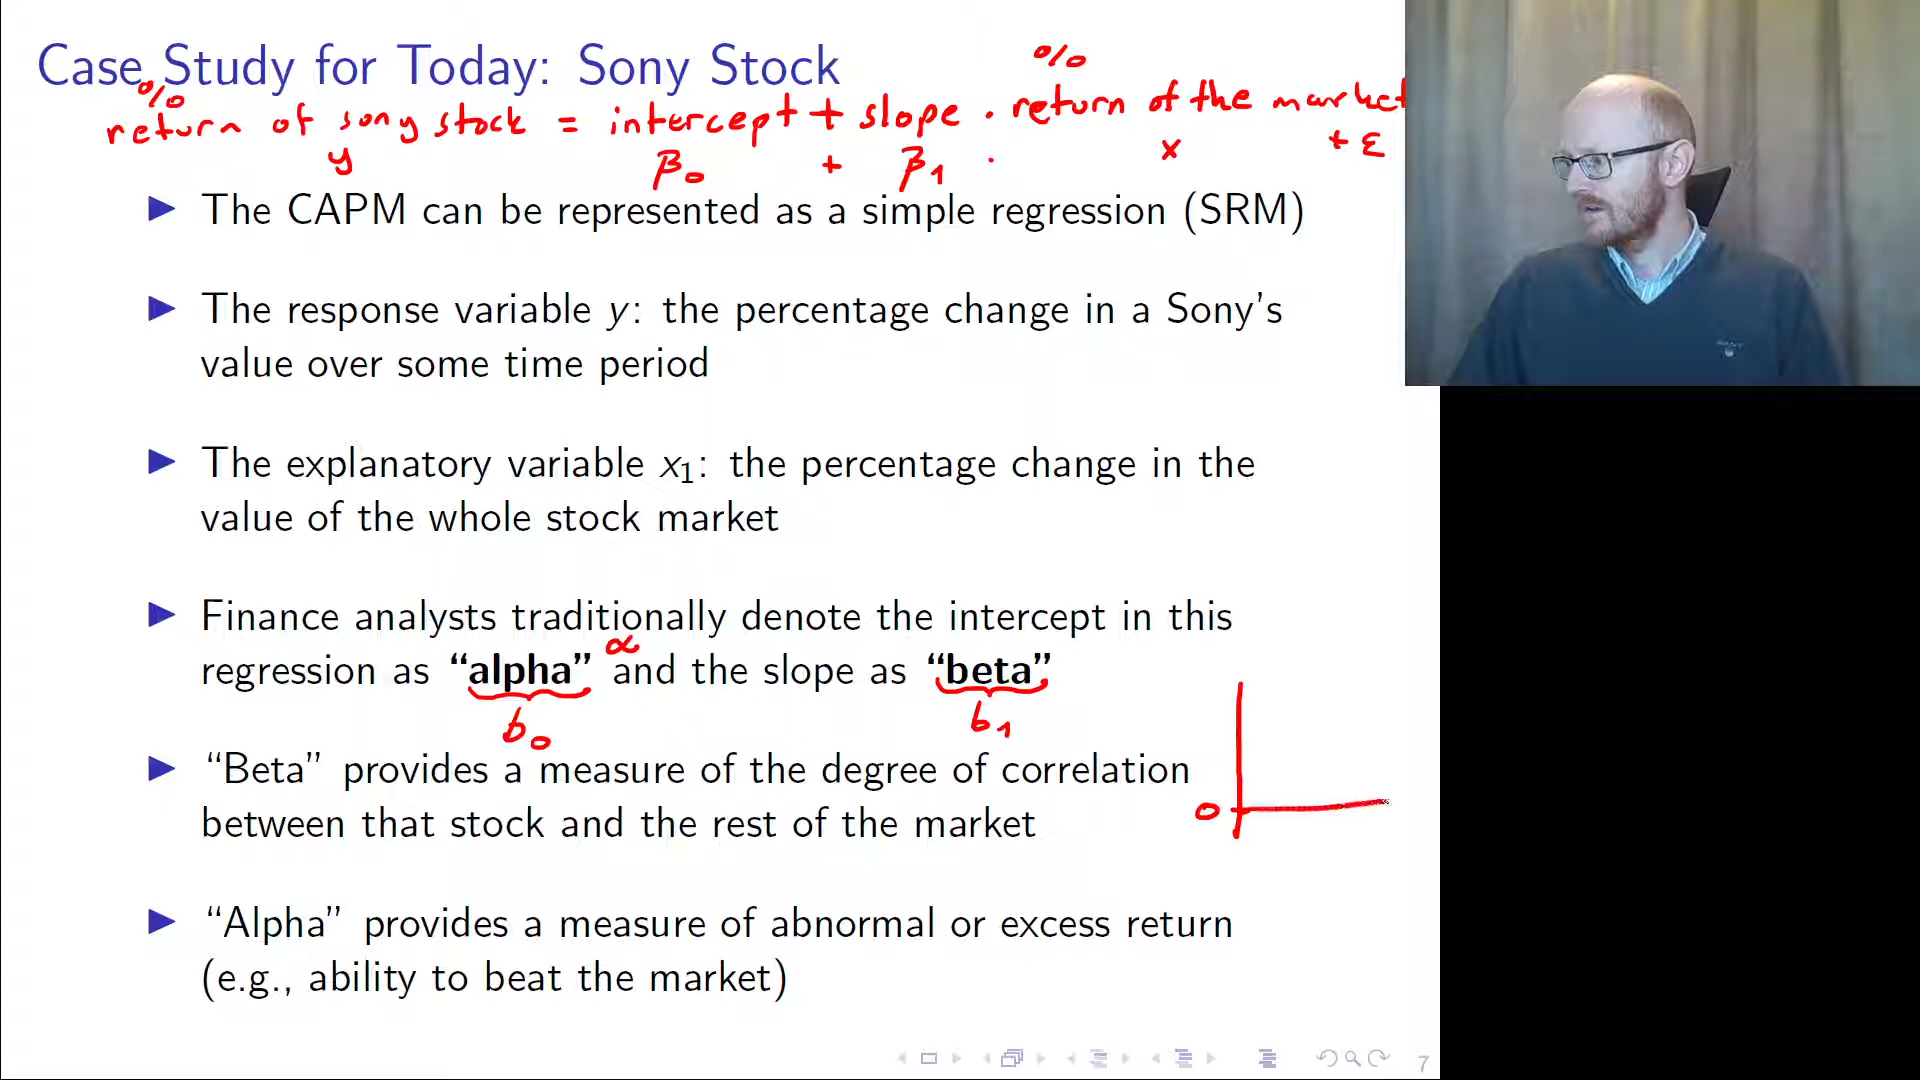 Case Study for Today: Sony Stock
% %
return of sony stock = intercept + slope · return of the market
y β0 + β1 · x + ε
▶ The CAPM can be represented as a simple regression (SRM)
▶ The response variable y: the percentage change in a Sony's
value over some time period
▶ The explanatory variable x1: the percentage change in the
value of the whole stock market
▶ Finance analysts traditionally denote the intercept in this
α
regression as “alpha” and the slope as “beta”
b0 b1
▶ “Beta” provides a measure of the degree of correlation
between that stock and the rest of the market
0
▶ “Alpha” provides a measure of abnormal or excess return
(e.g., ability to beat the market)
7